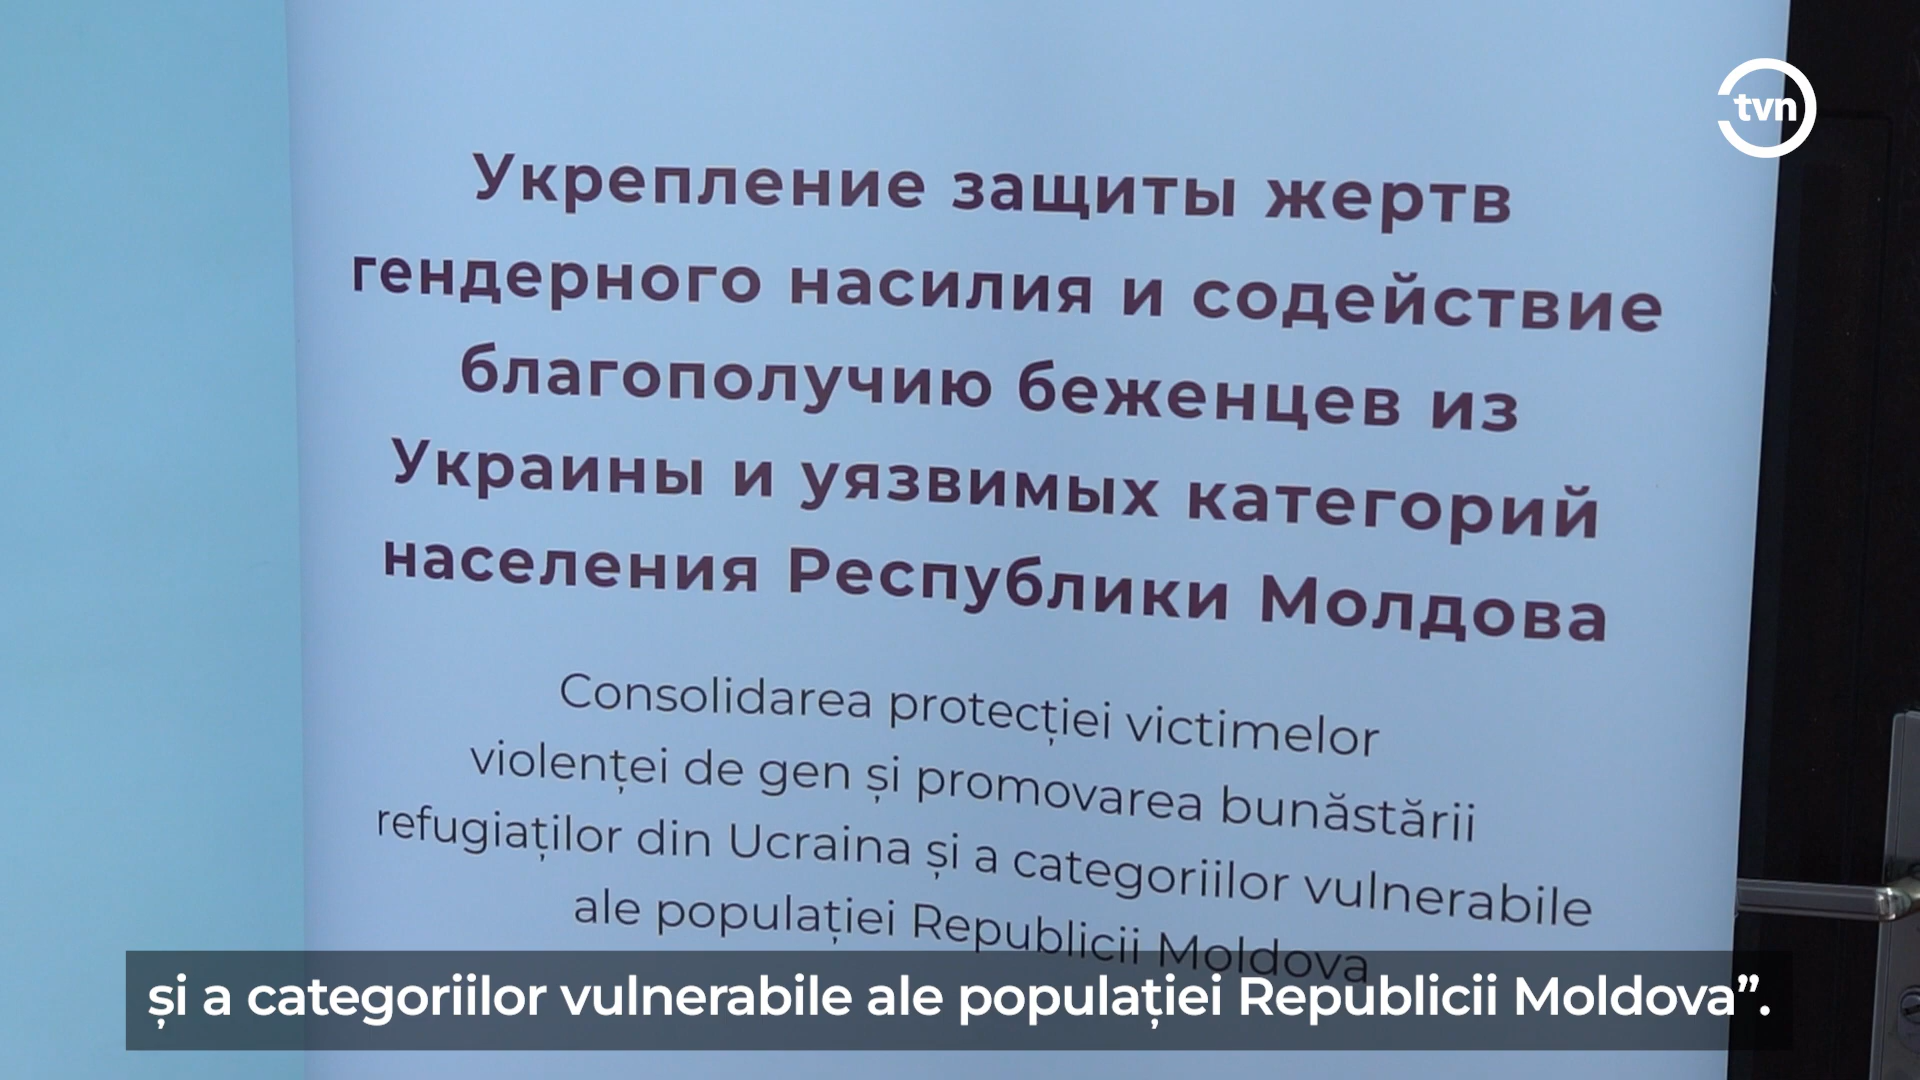 tvn
Укрепление защиты жертв
гендерного насилия и содействие
благополучию беженцев из
Украины и уязвимых категорий
населения Республики Молдова
Consolidarea protecției victimelor
violenței de gen și promovarea bunăstării
refugiaților din Ucraina și a categoriilor vulnerabile
ale populației Republicii Moldova
și a categoriilor vulnerabile ale populației Republicii Moldova”.